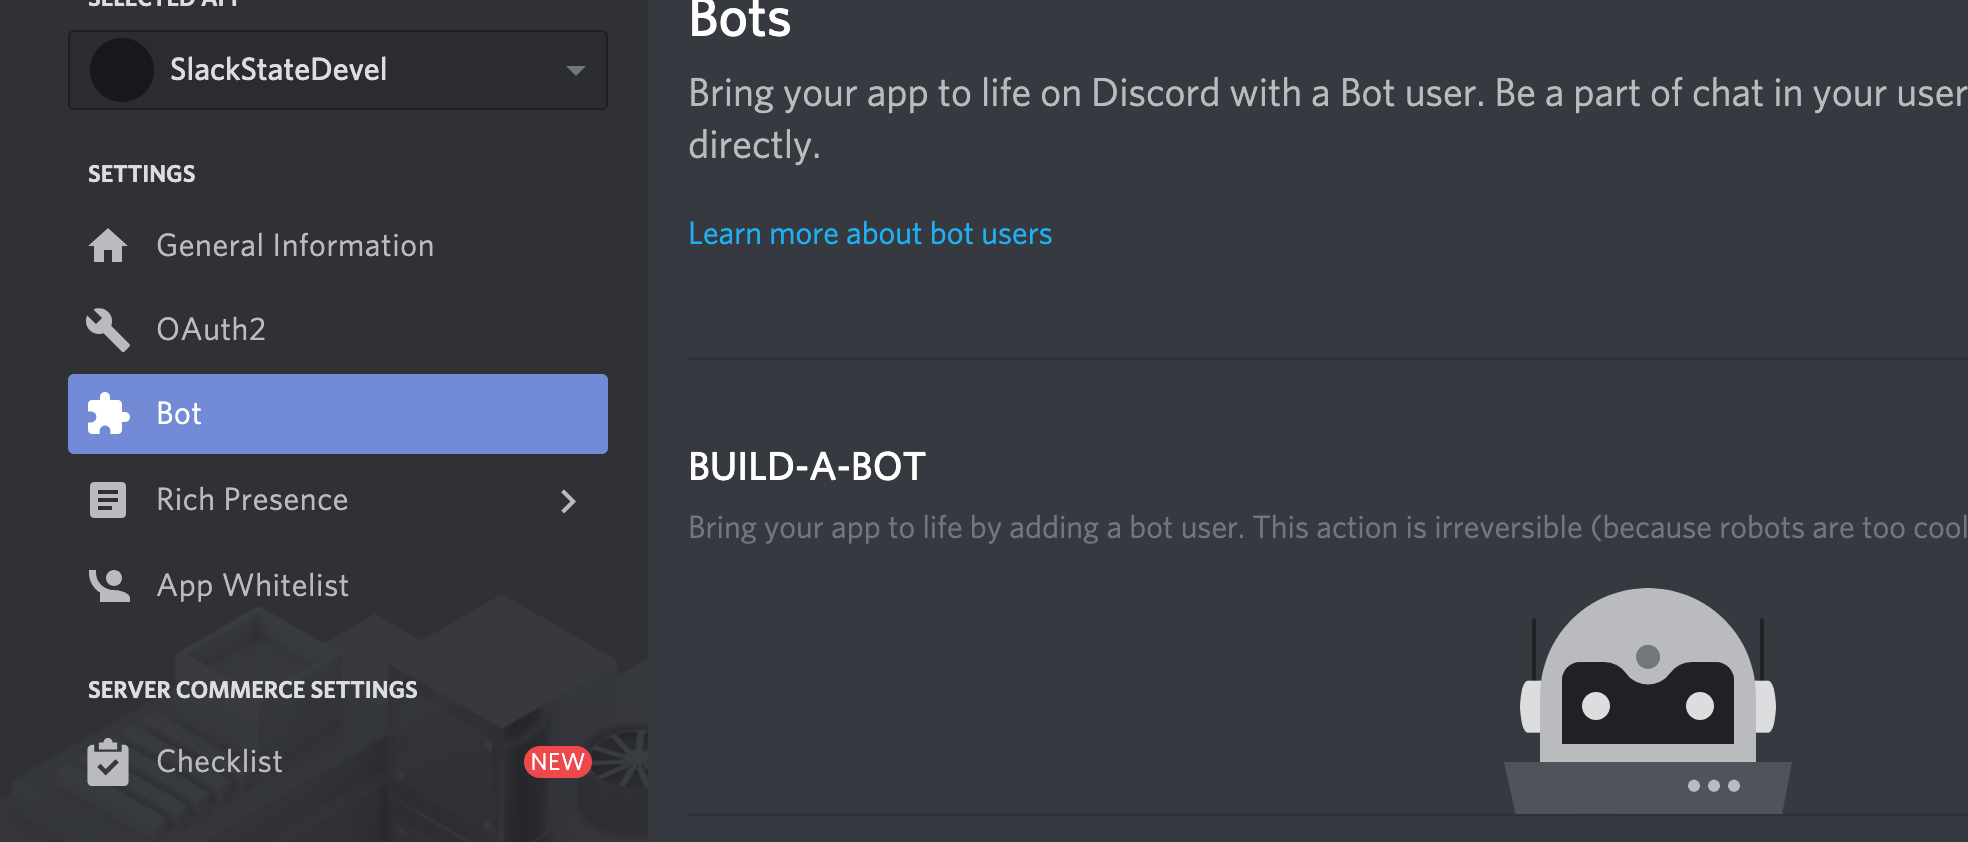 SELECTED APP
SlackStateDevel
SETTINGS
General Information
OAuth2
Bot
Rich Presence
App Whitelist
SERVER COMMERCE SETTINGS
Checklist
NEW
Bots
Bring your app to life on Discord with a Bot user. Be a part of chat in your user
directly.
Learn more about bot users
BUILD-A-BOT
Bring your app to life by adding a bot user. This action is irreversible (because robots are too cool